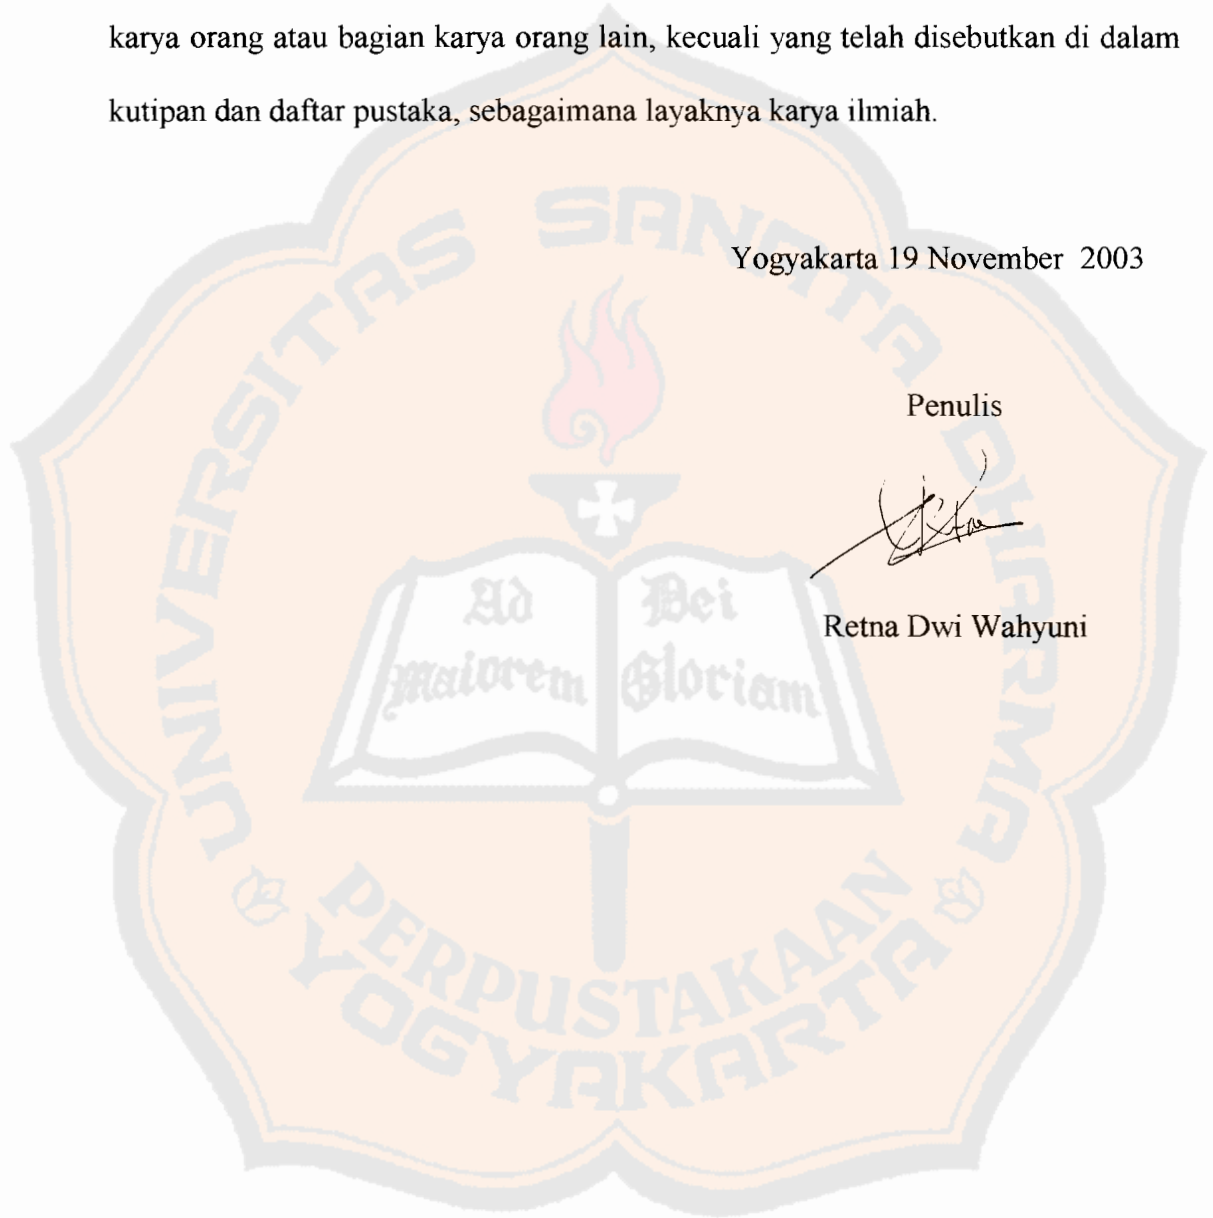 karya orang atau bagian karya orang lain, kecuali yang telah disebutkan di dalam
kutipan dan daftar pustaka, sebagaimana layaknya karya ilmiah.
Yogyakarta 19 November 2003
Penulis
Retna Dwi Wahyuni
UNIVERSITAS SANATA DHARMA
Ad Dei
Maiorem Gloriam
PERPUSTAKAAN
YOGYAKARTA